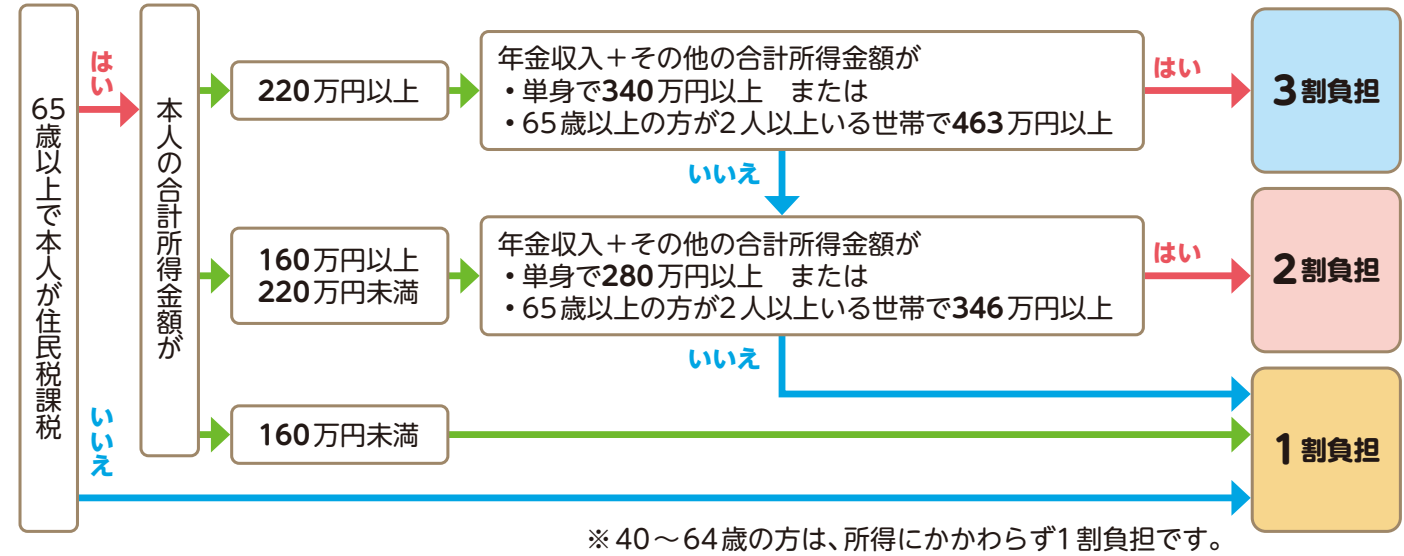 65歳以上で本人が住民税課税
はい
いいえ
本人の合計所得金額が
220万円以上
年金収入＋その他の合計所得金額が
・単身で340万円以上　または
・65歳以上の方が2人以上いる世帯で463万円以上
はい
3割負担
いいえ
160万円以上
220万円未満
年金収入＋その他の合計所得金額が
・単身で280万円以上　または
・65歳以上の方が2人以上いる世帯で346万円以上
はい
2割負担
いいえ
160万円未満
1割負担
※40～64歳の方は、所得にかかわらず1割負担です。